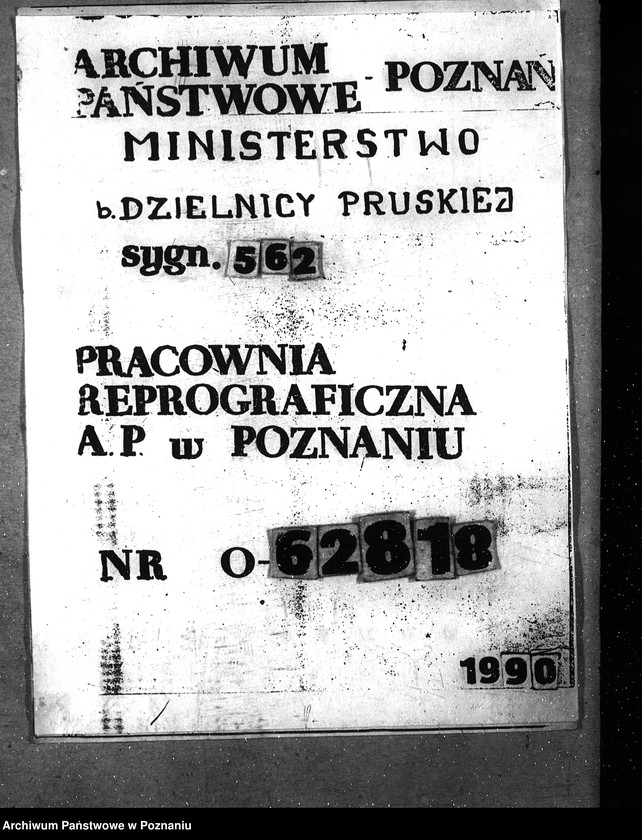 ARCHIWUM
PAŃSTWOWE - POZNAŃ
MINISTERSTWO
b. DZIELNICY PRUSKIEJ
sygn. 562
PRACOWNIA
REPROGRAFICZNA
A.P. w POZNANIU
NR O-62818
1990
Archiwum Państwowe w Poznaniu